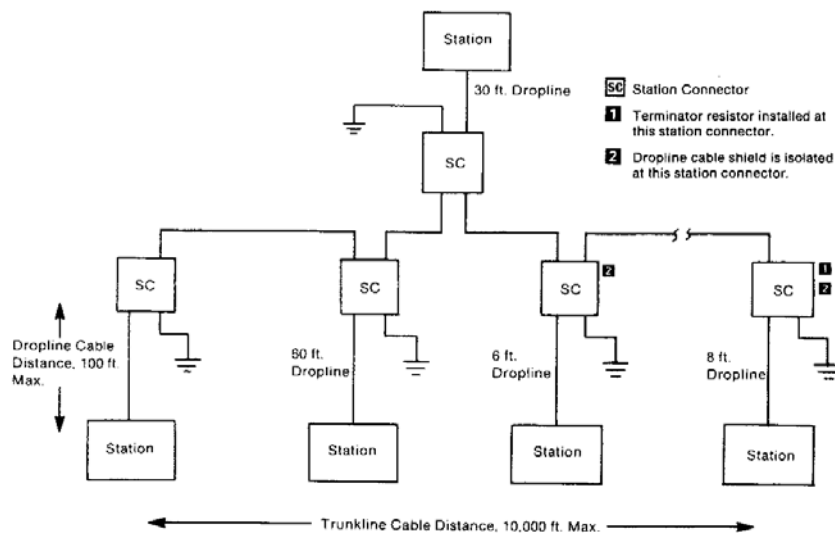 Station
30 ft. Dropline
SC Station Connector
1 Terminator resistor installed at
this station connector.
2 Dropline cable shield is isolated
at this station connector.
SC
SC
SC
SC
2
SC
1
2
Dropline Cable
Distance, 100 ft.
Max.
60 ft.
Dropline
6 ft.
Dropline
8 ft.
Dropline
Station
Station
Station
Station
Trunkline Cable Distance, 10,000 ft. Max.